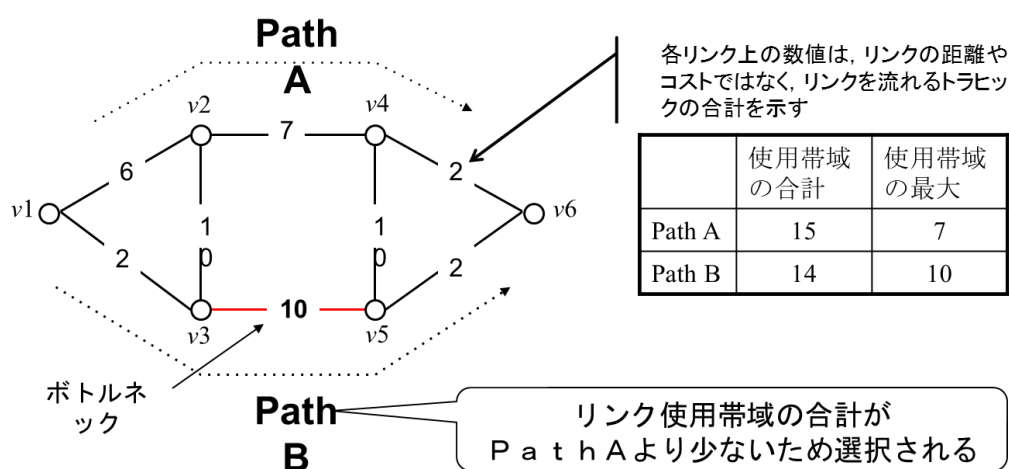 Path
A
各リンク上の数値は，リンクの距離や
コストではなく，リンクを流れるトラヒッ
クの合計を示す
v2
v4
7
6
2
v1
v6
1
0
1
0
2
2
10
v3
v5
使用帯域
の合計
使用帯域
の最大
Path A
15
7
Path B
14
10
ボトルネ
ック
Path
B
リンク使用帯域の合計が
ＰａｔｈＡより少ないため選択される